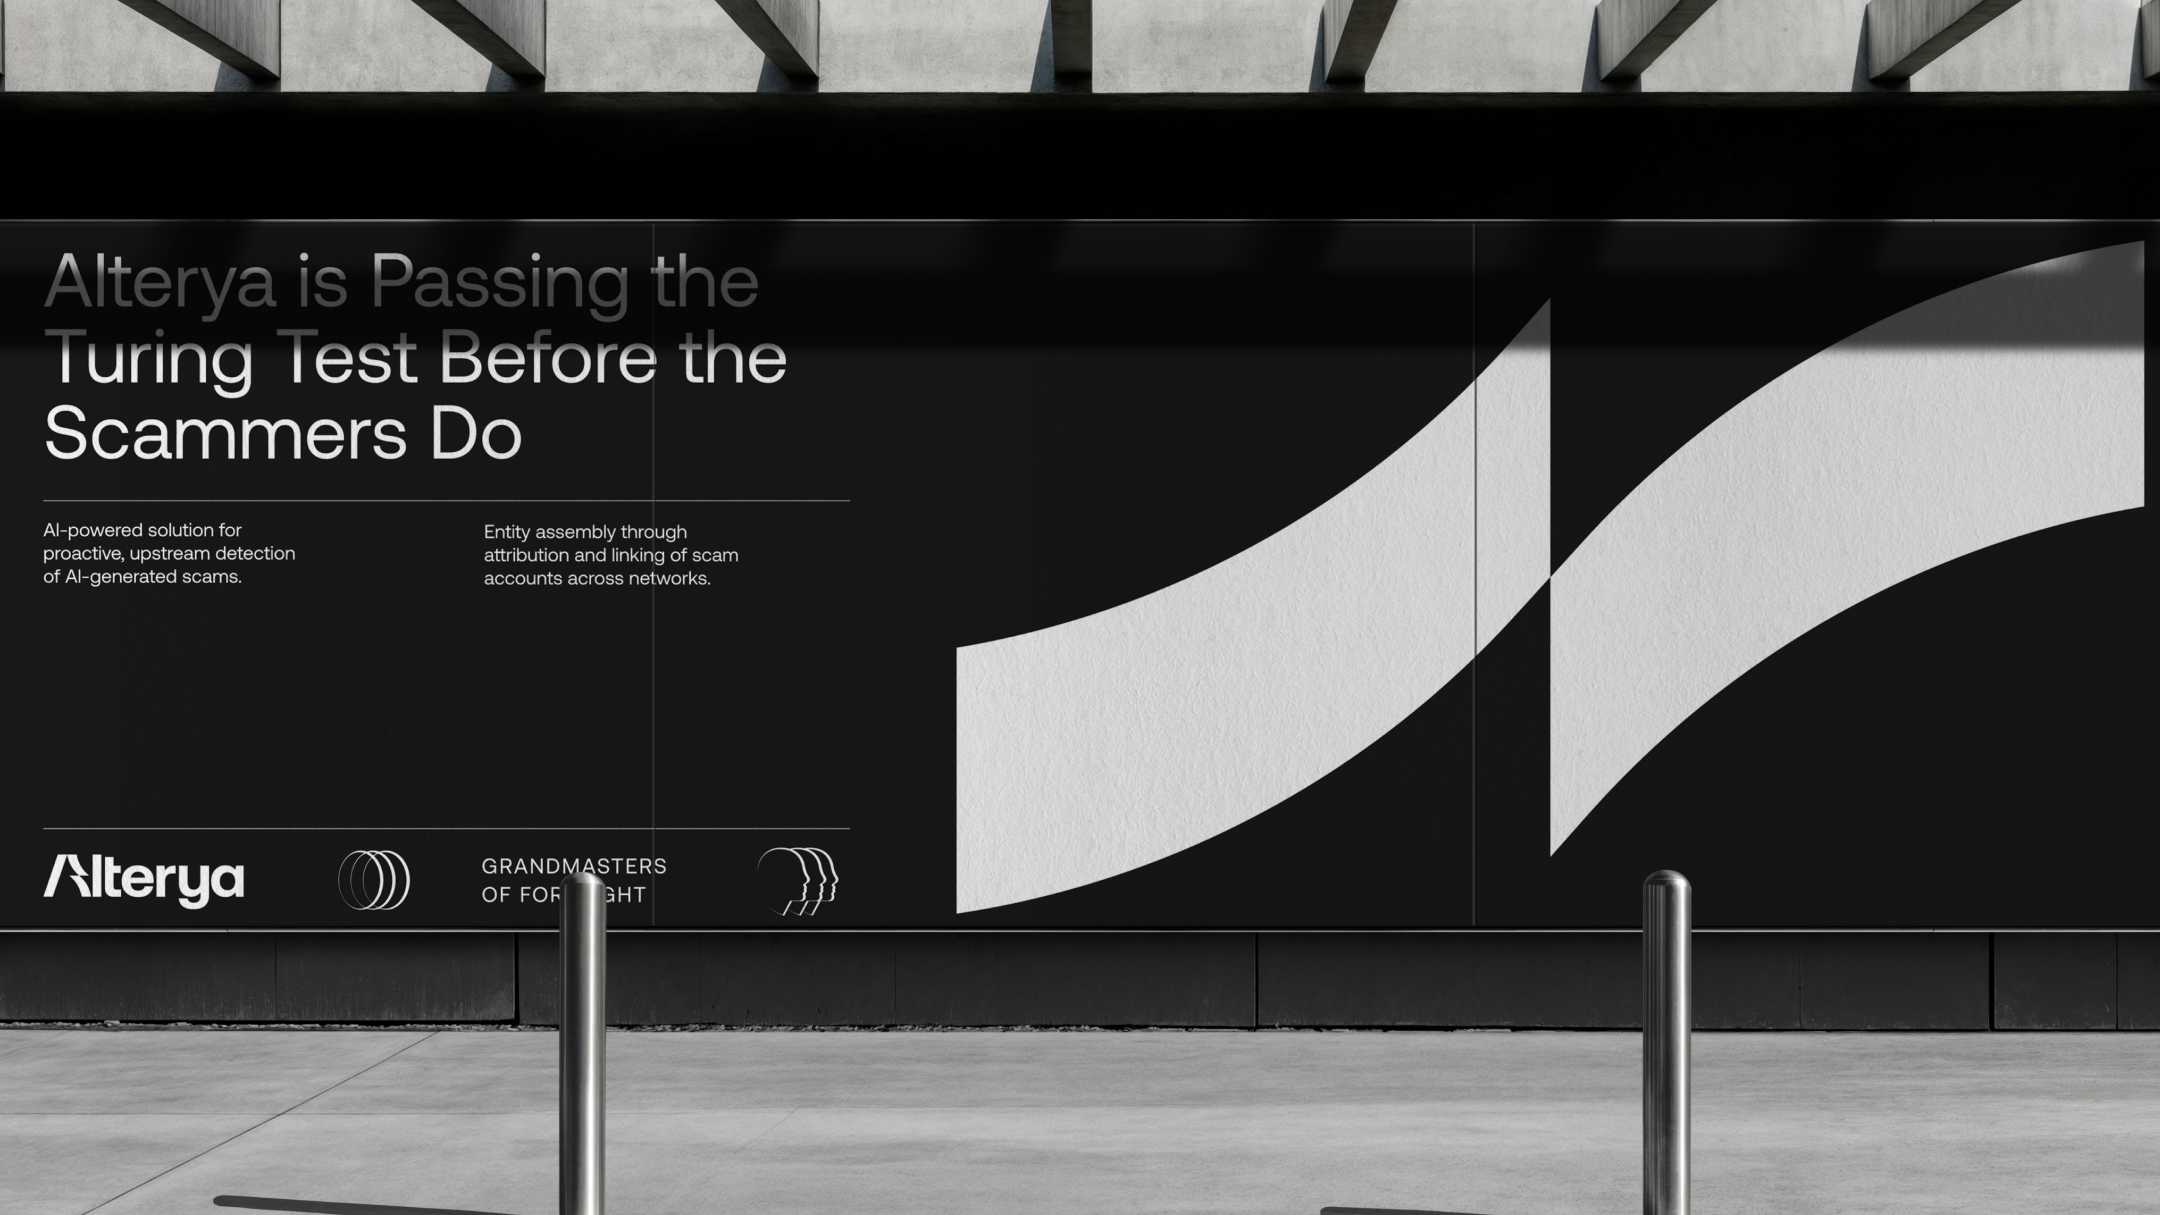 Alterya is Passing the
Turing Test Before the
Scammers Do
AI-powered solution for
proactive, upstream detection
of AI-generated scams.
Entity assembly through
attribution and linking of scam
accounts across networks.
Alterya
GRANDMASTERS
OF